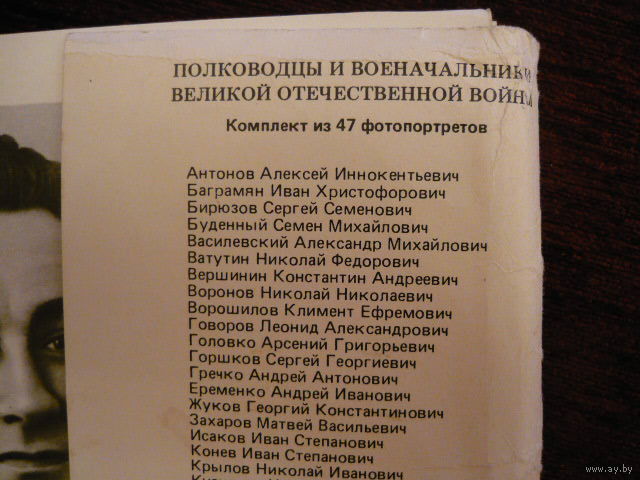 ПОЛКОВОДЦЫ И ВОЕНАЧАЛЬНИКИ
ВЕЛИКОЙ ОТЕЧЕСТВЕННОЙ ВОЙНЫ
Комплект из 47 фотопортретов
Антонов Алексей Иннокентьевич
Баграмян Иван Христофорович
Бирюзов Сергей Семенович
Буденный Семен Михайлович
Василевский Александр Михайлович
Ватутин Николай Федорович
Вершинин Константин Андреевич
Воронов Николай Николаевич
Ворошилов Климент Ефремович
Говоров Леонид Александрович
Головко Арсений Григорьевич
Горшков Сергей Георгиевич
Гречко Андрей Антонович
Еременко Андрей Иванович
Жуков Георгий Константинович
Захаров Матвей Васильевич
Исаков Иван Степанович
Конев Иван Степанович
Крылов Николай Иванович
www.ay.by